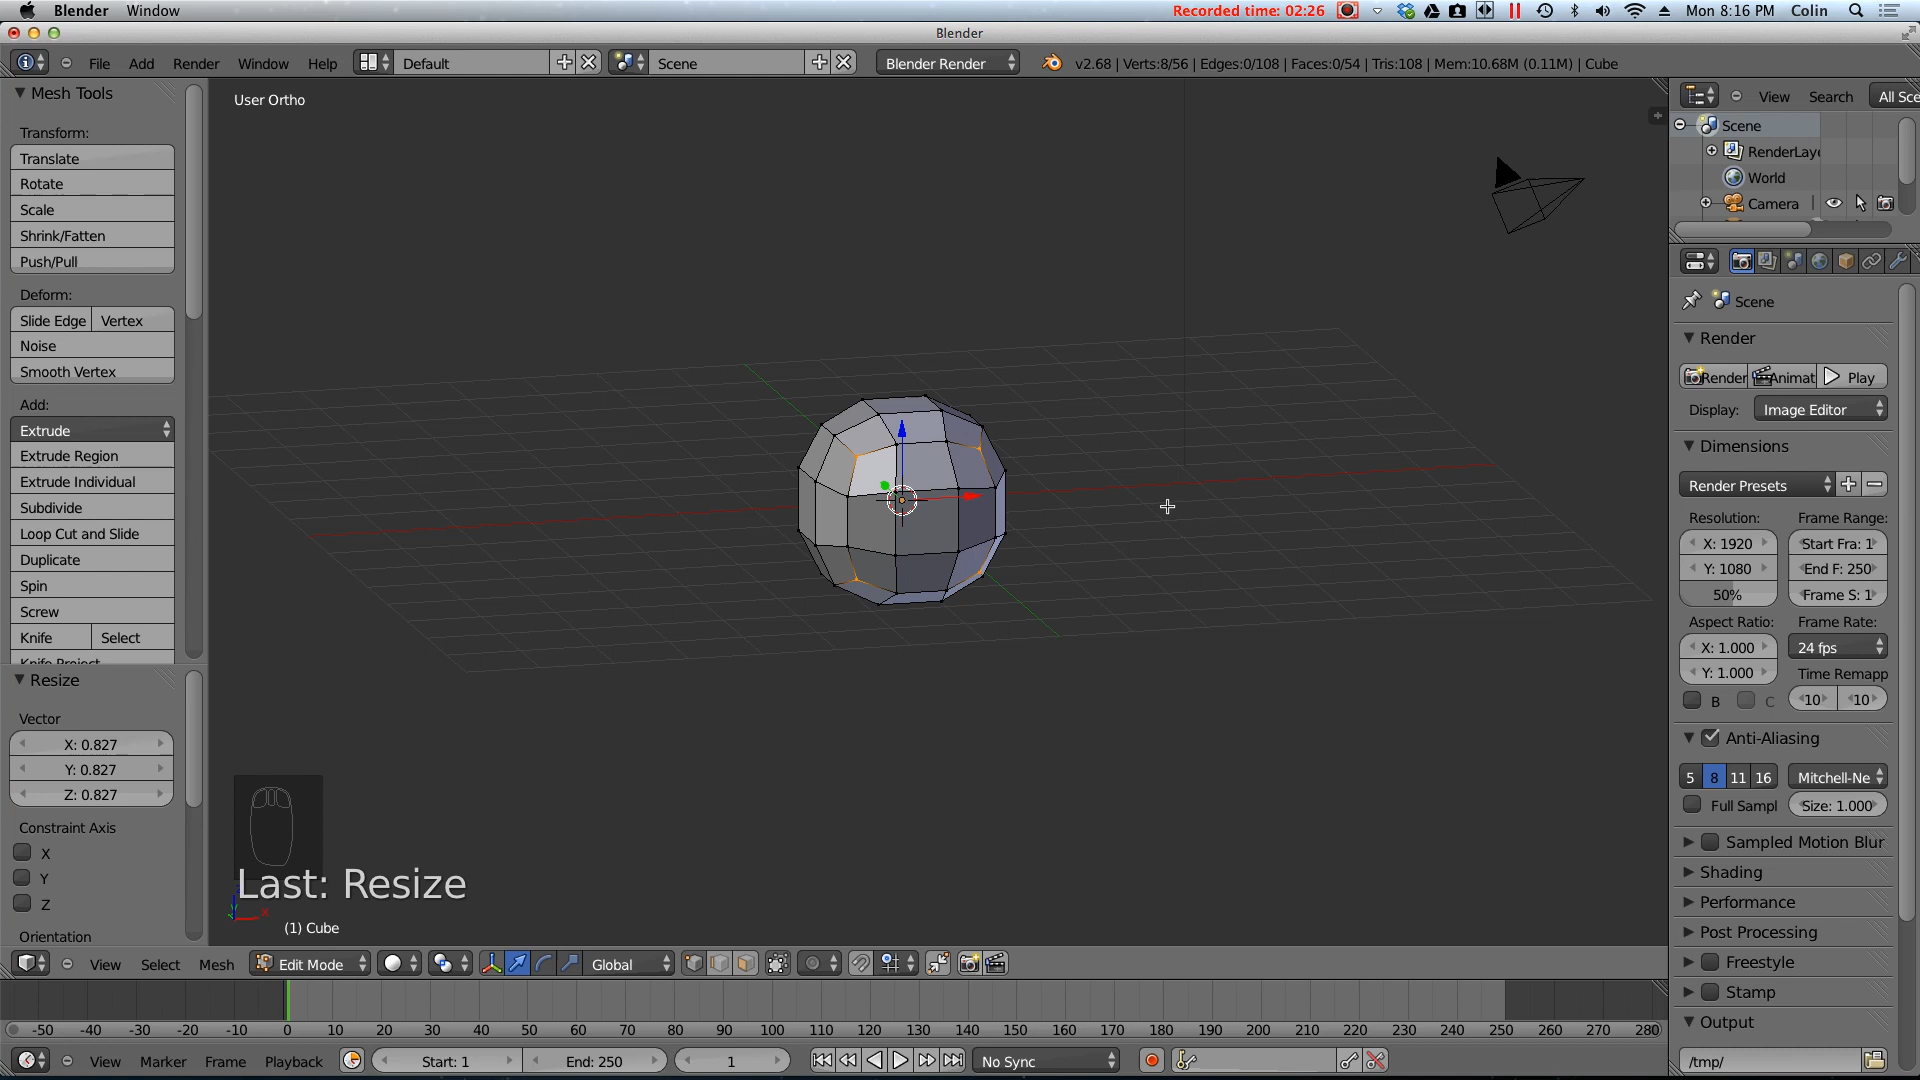 Blender Window
Recorded time: 02:26
Mon 8:16 PM Colin
Blender
File Add Render Window Help
Default
Scene
Blender Render
v2.68 | Verts:8/56 | Edges:0/108 | Faces:0/54 | Tris:108 | Mem:10.68M (0.11M) | Cube
Mesh Tools
Transform:
Translate
Rotate
Scale
Shrink/Fatten
Push/Pull
Deform:
Slide Edge Vertex
Noise
Smooth Vertex
Add:
Extrude
Extrude Region
Extrude Individual
Subdivide
Loop Cut and Slide
Duplicate
Spin
Screw
Knife Select
Knife Project
Resize
Vector
X: 0.827
Y: 0.827
Z: 0.827
Constraint Axis
X
Y
Z
Orientation
User Ortho
Last: Resize
x
(1) Cube
View Select Mesh Edit Mode Global
-50 -40 -30 -20 -10 0 10 20 30 40 50 60 70 80 90 100 110 120 130 140 150 160 170 180 190 200 210 220 230 240 250 260 270 280
View Marker Frame Playback Start: 1 End: 250 1 No Sync
View Search All Sce
Scene
RenderLaye
World
Camera
Scene
Render
Render Animat Play
Display: Image Editor
Dimensions
Render Presets
Resolution: Frame Range:
X: 1920 Start Fra: 1
Y: 1080 End F: 250
50% Frame S: 1
Aspect Ratio: Frame Rate:
X: 1.000 24 fps
Y: 1.000 Time Remapp
B C 10 10
Anti-Aliasing
5 8 11 16 Mitchell-Ne
Full Sampl Size: 1.000
Sampled Motion Blur
Shading
Performance
Post Processing
Freestyle
Stamp
Output
/tmp/